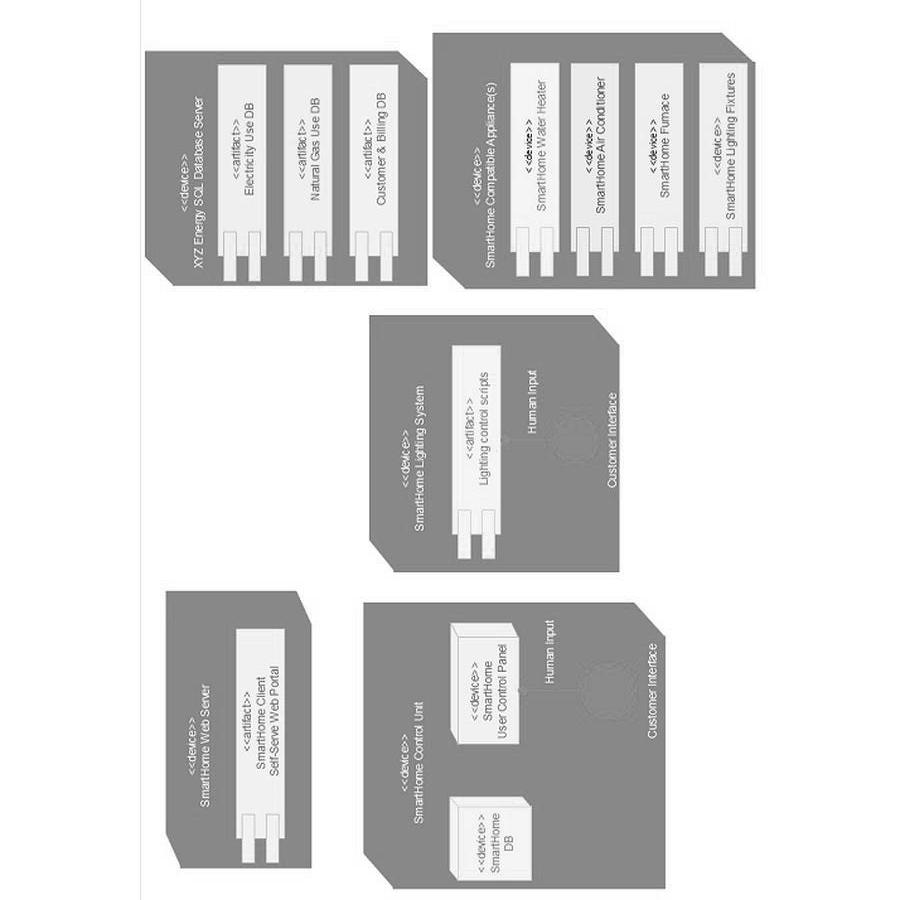 <<device>>
SmartHome Web Server
<<artifact>>
SmartHome Client
Self-Serve Web Portal
<<device>>
XYZ Energy SQL Database Server
<<artifact>>
Electricity Use DB
<<artifact>>
Natural Gas Use DB
<<artifact>>
Customer & Billing DB
<<device>>
SmartHome Control Unit
<<device>>
SmartHome
DB
<<device>>
SmartHome
User Control Panel
Human Input
Customer Interface
<<device>>
SmartHome Lighting System
<<artifact>>
Lighting control scripts
Human Input
Customer Interface
<<device>>
SmartHome Compatible Appliance(s)
<<device>>
SmartHome Water Heater
<<device>>
SmartHome Air Conditioner
<<device>>
SmartHome Furnace
<<device>>
SmartHome Lighting Fixtures